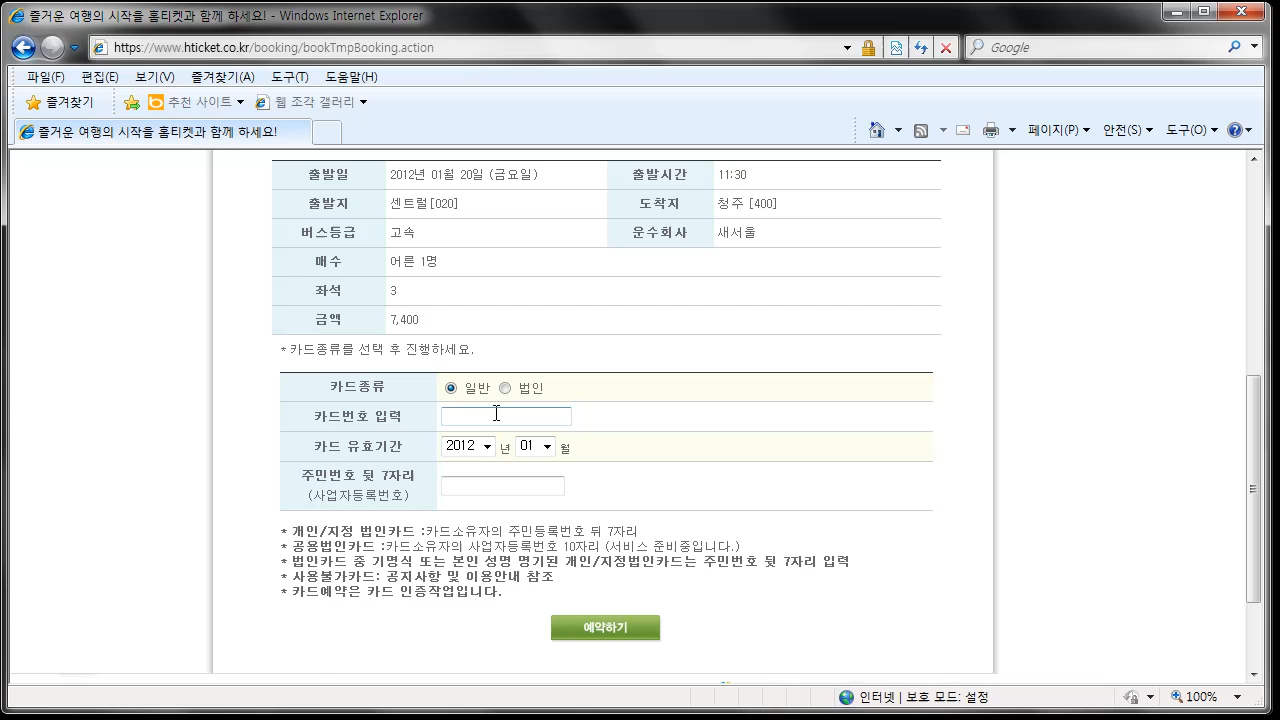 즐거운 여행의 시작을 홈티켓과 함께 하세요! - Windows Internet Explorer
https://www.hticket.co.kr/booking/bookTmpBooking.action
Google
파일(F) 편집(E) 보기(V) 즐겨찾기(A) 도구(T) 도움말(H)
즐겨찾기 추천 사이트 웹 조각 갤러리
즐거운 여행의 시작을 홈티켓과 함께 하세요! 페이지(P) 안전(S) 도구(O)
출발일 2012년 01월 20일 (금요일) 출발시간 11:30
출발지 센트럴[020] 도착지 청주 [400]
버스등급 고속 운수회사 새서울
매수 어른 1명
좌석 3
금액 7,400
* 카드종류를 선택 후 진행하세요.
카드종류 일반 법인
카드번호 입력
카드 유효기간 2012 년 01 월
주민번호 뒷 7자리
(사업자등록번호)
* 개인/지정 법인카드 :카드소유자의 주민등록번호 뒤 7자리
* 공용법인카드 :카드소유자의 사업자등록번호 10자리 (서비스 준비중입니다.)
* 법인카드 중 기명식 또는 본인 성명 명기된 개인/지정법인카드는 주민번호 뒷 7자리 입력
* 사용불가카드: 공지사항 및 이용안내 참조
* 카드예약은 카드 인증작업입니다.
예약하기
인터넷 | 보호 모드: 설정 100%